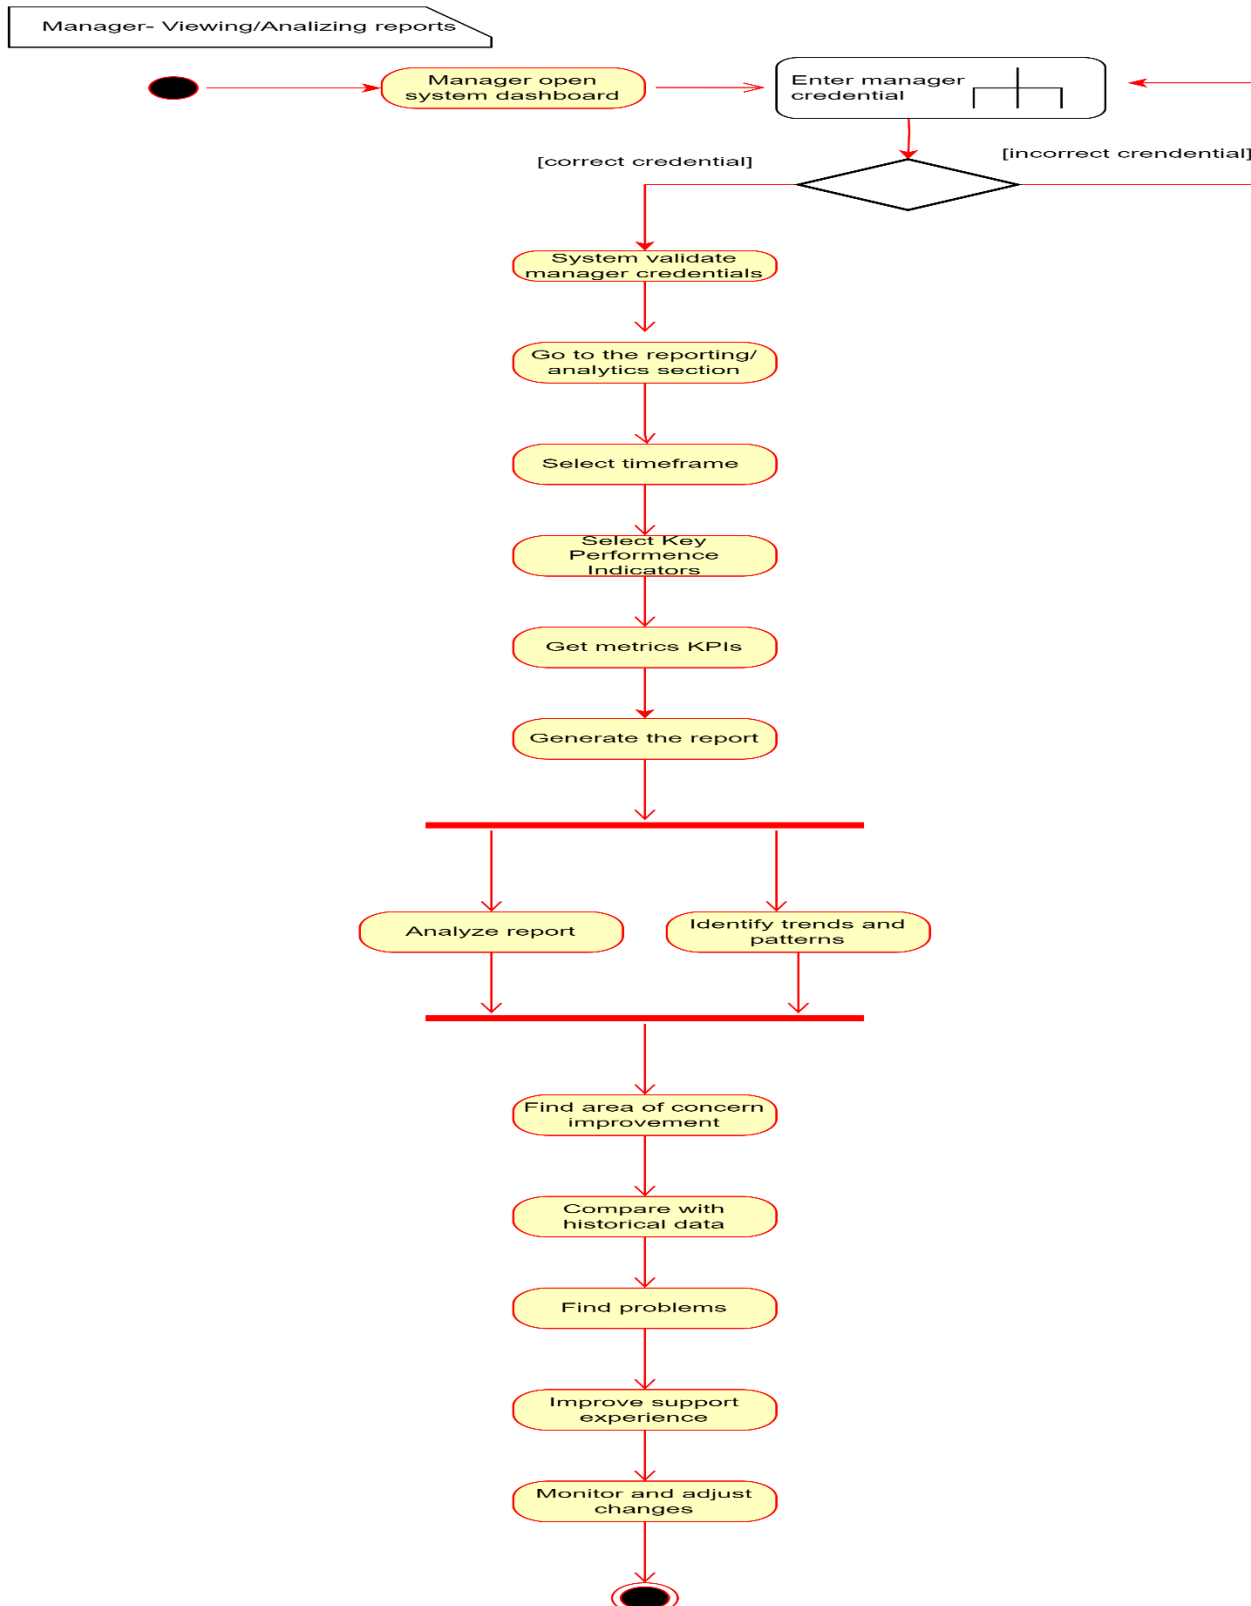 Manager- Viewing/Analizing reports
Manager open
system dashboard
Enter manager
credential
[correct credential]
[incorrect crendential]
System validate
manager credentials
Go to the reporting/
analytics section
Select timeframe
Select Key
Performence
Indicators
Get metrics KPIs
Generate the report
Analyze report
Identify trends and
patterns
Find area of concern
improvement
Compare with
historical data
Find problems
Improve support
experience
Monitor and adjust
changes